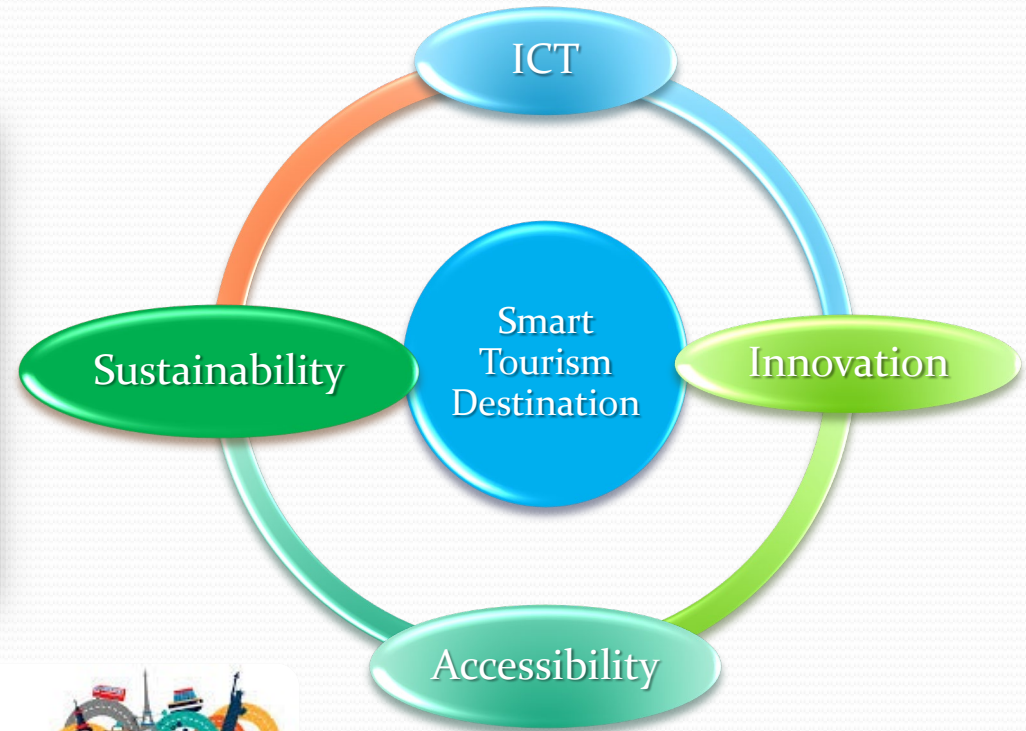 ICT
Smart
Tourism
Destination
Sustainability
Innovation
Accessibility